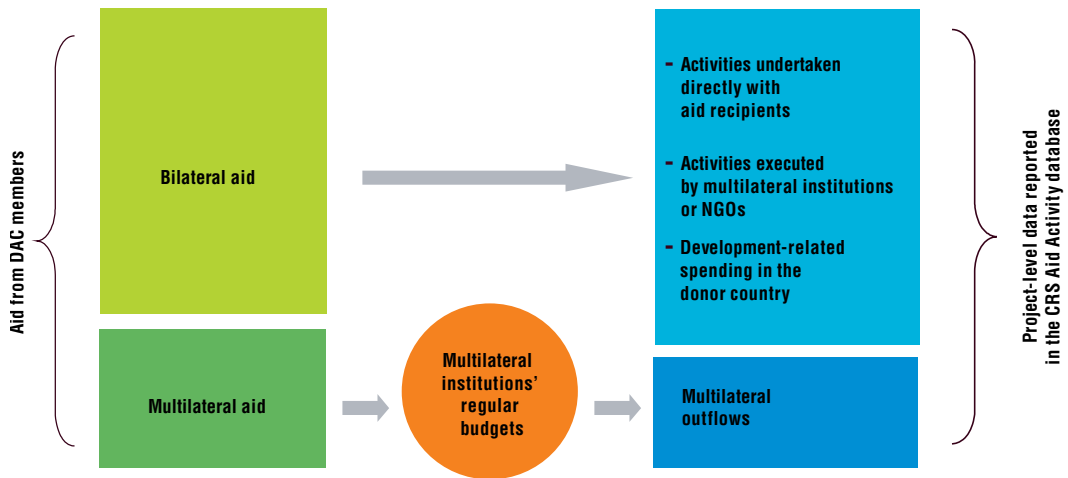 Aid from DAC members
Bilateral aid
- Activities undertaken
directly with
aid recipients
- Activities executed
by multilateral institutions
or NGOs
- Development-related
spending in the
donor country
Multilateral aid
Multilateral
institutions’
regular
budgets
Multilateral
outflows
Project-level data reported
in the CRS Aid Activity database